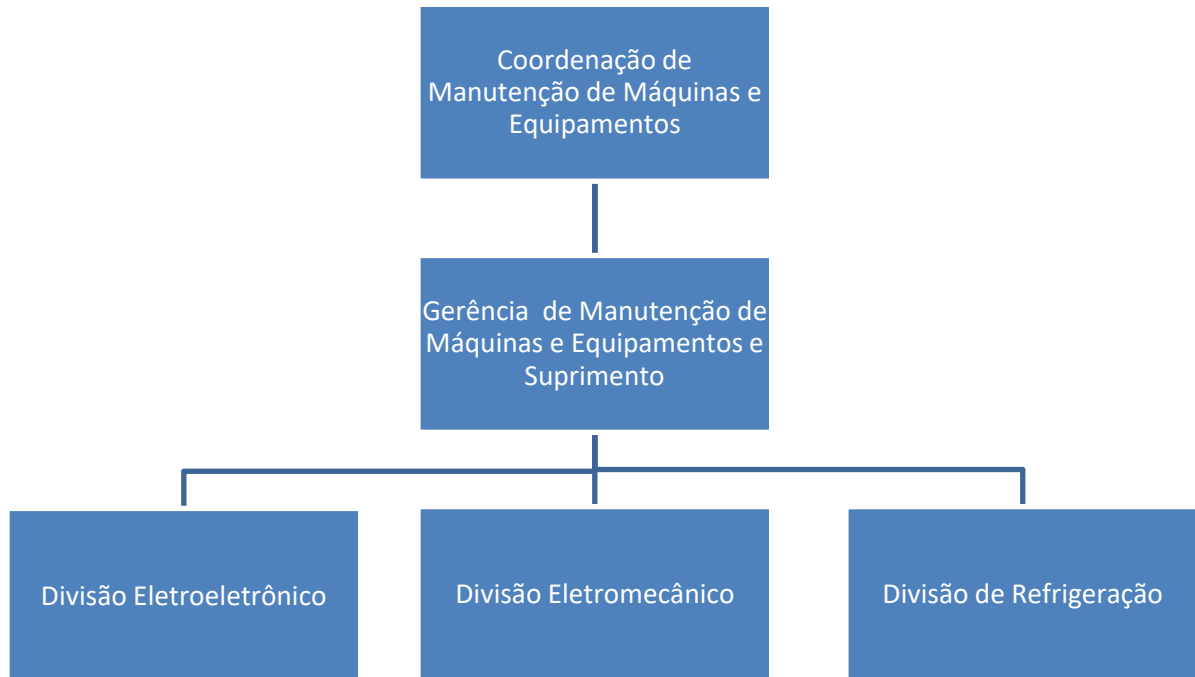 Coordenação de
Manutenção de Máquinas e
Equipamentos
Gerência  de Manutenção de
Máquinas e Equipamentos e
Suprimento
Divisão Eletroeletrônico
Divisão Eletromecânico
Divisão de Refrigeração